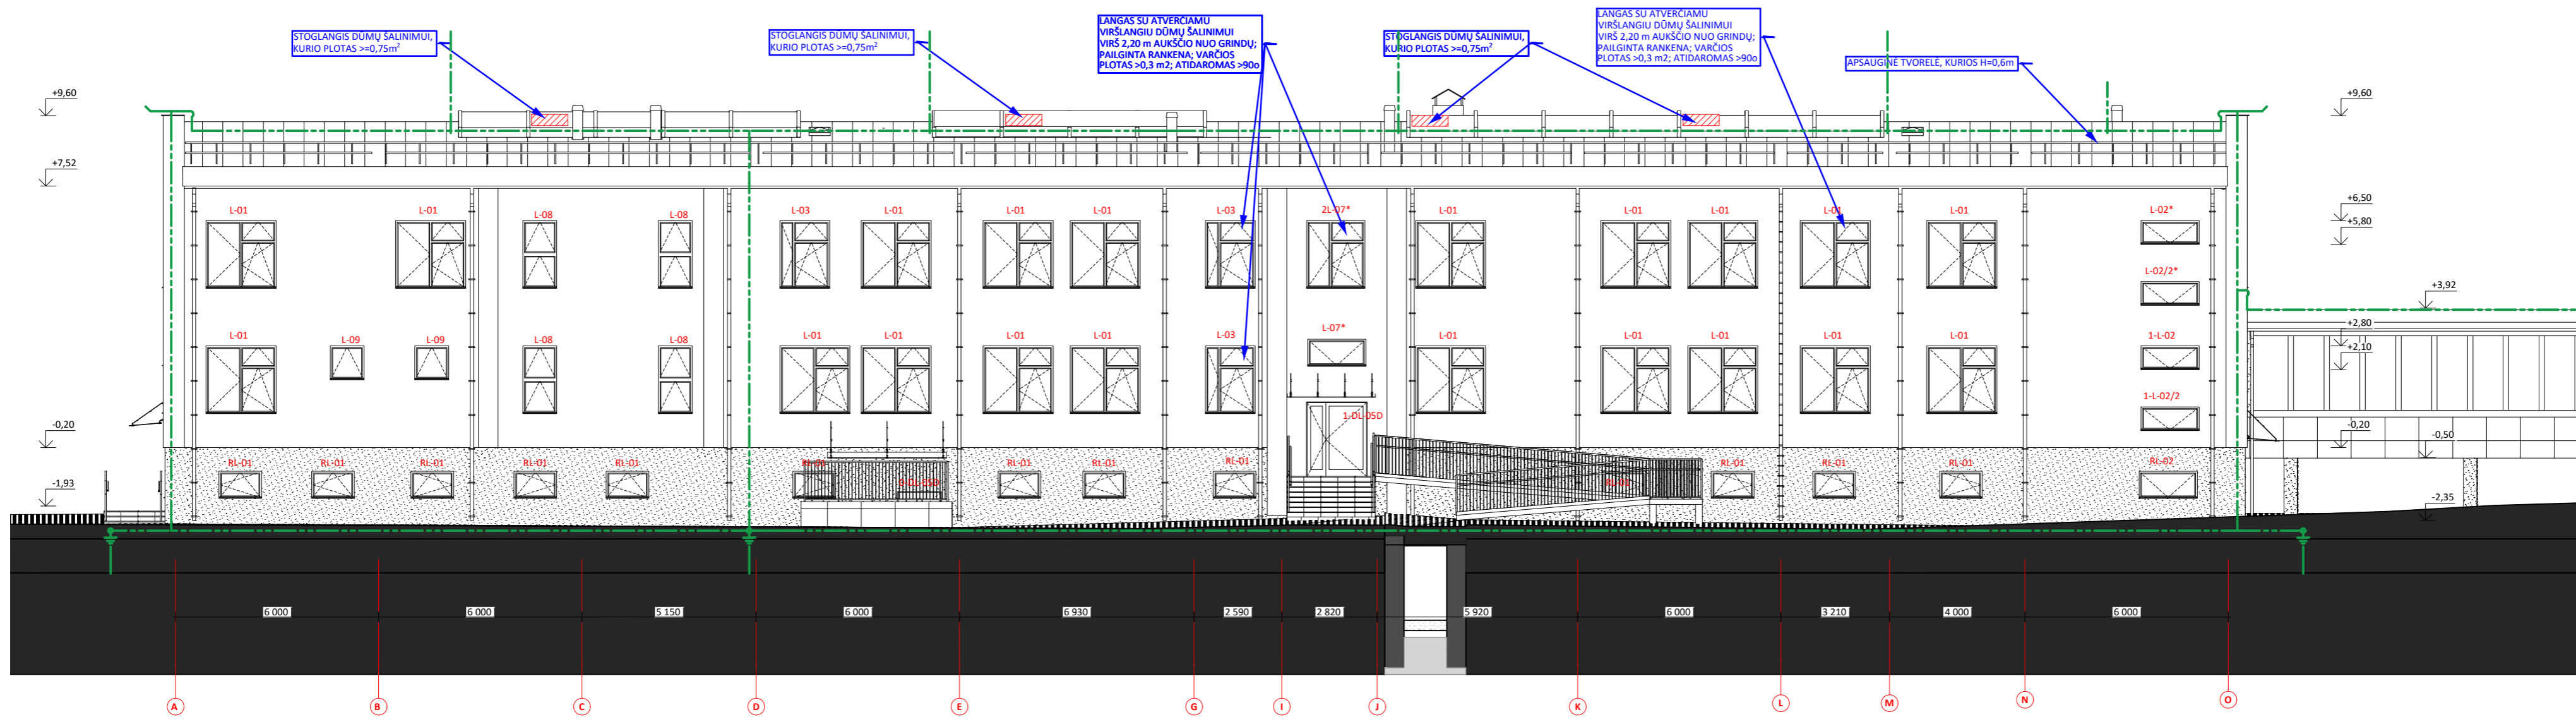 STOGLANGIS DŪMŲ ŠALINIMUI,
KURIO PLOTAS >=0,75m²
STOGLANGIS DŪMŲ ŠALINIMUI,
KURIO PLOTAS >=0,75m²
LANGAS SU ATVERČIAMU
VIRŠLANGIU DŪMŲ ŠALINIMUI
VIRŠ 2,20 m AUKŠČIO NUO GRINDŲ;
PAILGINTA RANKENA; VARČIOS
PLOTAS >0,3 m2; ATIDAROMAS >90o
STOGLANGIS DŪMŲ ŠALINIMUI,
KURIO PLOTAS >=0,75m²
LANGAS SU ATVERČIAMU
VIRŠLANGIU DŪMŲ ŠALINIMUI
VIRŠ 2,20 m AUKŠČIO NUO GRINDŲ;
PAILGINTA RANKENA; VARČIOS
PLOTAS >0,3 m2; ATIDAROMAS >90o
APSAUGINĖ TVORELĖ, KURIOS H=0,6m
+9,60
+9,60
+7,52
+6,50
+5,80
L-01 L-01 L-08 L-08 L-03 L-01 L-01 L-01 L-03 2L-07* L-01 L-01 L-01 L-01 L-01 L-02*
L-02/2*
+3,92
+2,80
+2,10
L-01 L-09 L-09 L-08 L-08 L-01 L-01 L-01 L-01 L-03 L-07* L-01 L-01 L-01 L-01 L-01 1-L-02
1-L-02/2
1-DL-05D
-0,20
-0,20
-0,50
RL-01 RL-01 RL-01 RL-01 RL-01 RL-01 RL-01 RL-01 RL-01 RL-01 RL-01 RL-01 RL-02
-1,93
-2,35
6 000 6 000 5 150 6 000 6 930 2 590 2 820 5 920 6 000 3 210 4 000 6 000
A B C D E G I J K L M N O